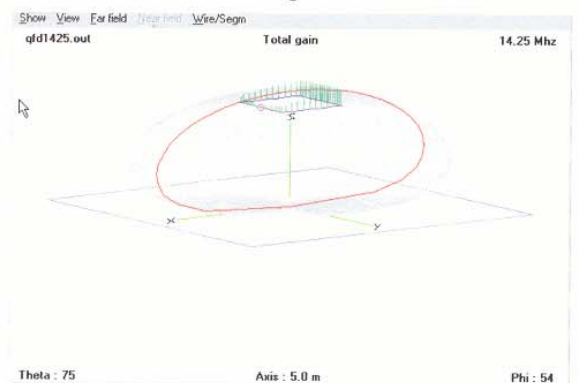 Show View Far field Near field Wire/Segm
qfd1425.out Total gain 14.25 Mhz
Z
X
Y
Theta : 75 Axis : 5.0 m Phi : 54